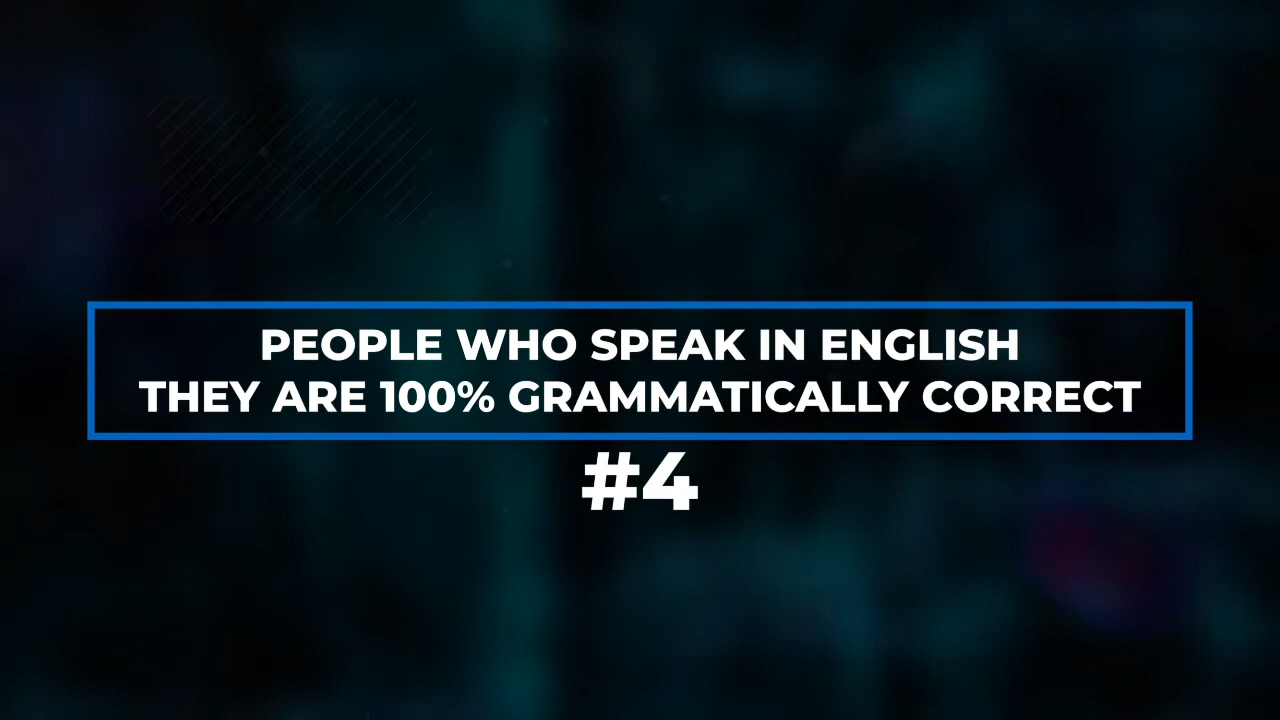 PEOPLE WHO SPEAK IN ENGLISH
THEY ARE 100% GRAMMATICALLY CORRECT
#4